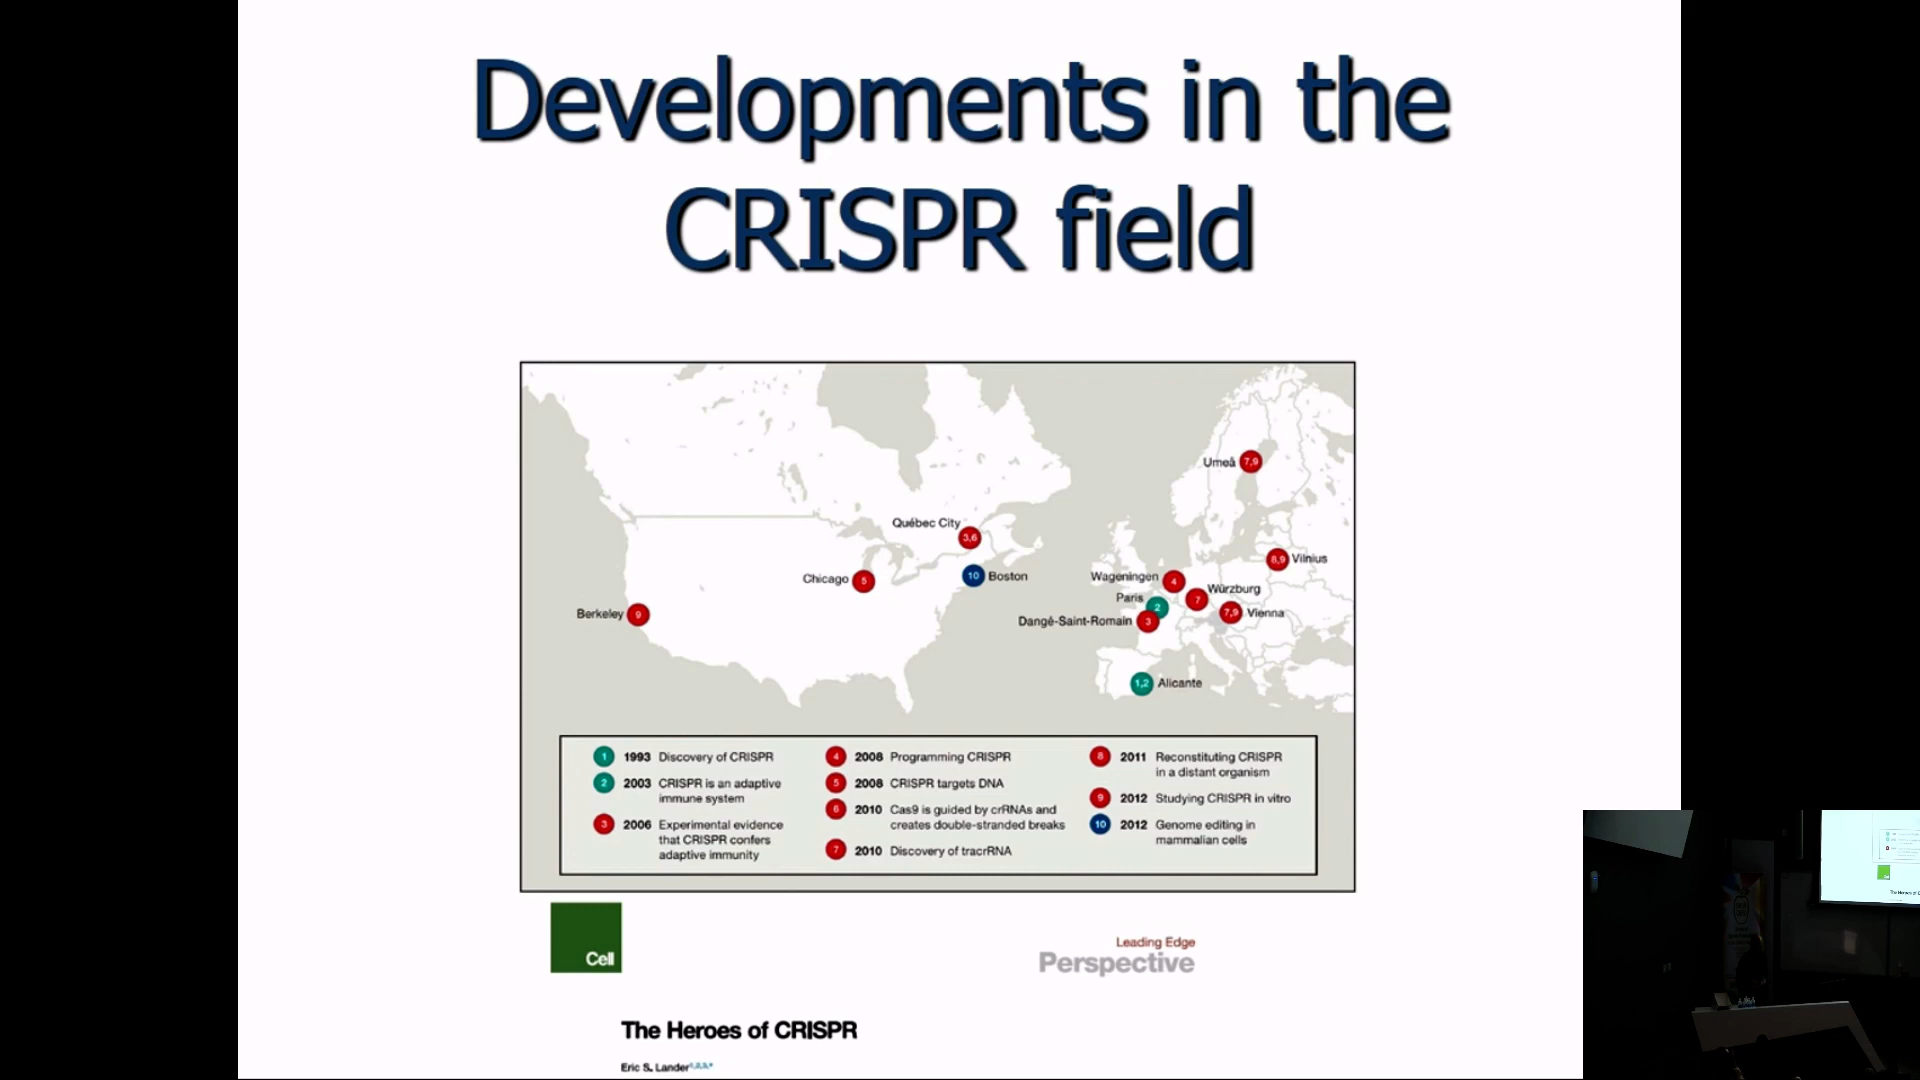 Developments in the
CRISPR field
Umeå 7,9
Québec City
3,6
Vilnius
8,9
Chicago 5
10 Boston
Wageningen 4
Würzburg
7
Paris
2
Berkeley 9
Dangé-Saint-Romain 3
7,9 Vienna
1,2 Alicante
1 1993 Discovery of CRISPR
2 2003 CRISPR is an adaptive
immune system
3 2006 Experimental evidence
that CRISPR confers
adaptive immunity
4 2008 Programming CRISPR
5 2008 CRISPR targets DNA
6 2010 Cas9 is guided by crRNAs and
creates double-stranded breaks
7 2010 Discovery of tracrRNA
8 2011 Reconstituting CRISPR
in a distant organism
9 2012 Studying CRISPR in vitro
10 2012 Genome editing in
mammalian cells
Cell
Leading Edge
Perspective
The Heroes of CRISPR
Eric S. Lander